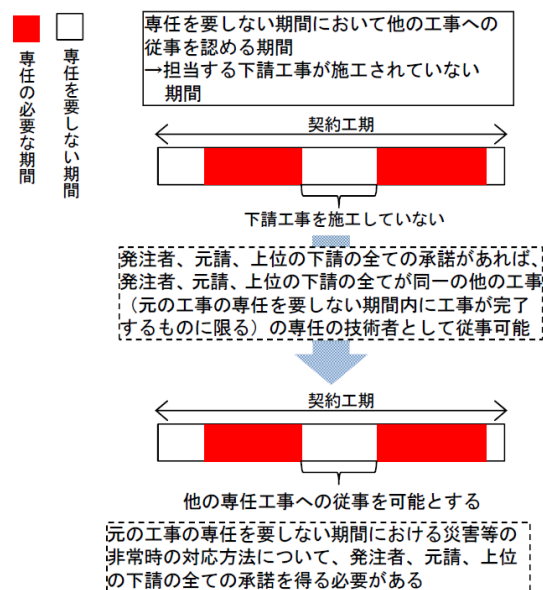 専任の必要な期間
専任を要しない期間
専任を要しない期間において他の工事への
従事を認める期間
→担当する下請工事が施工されていない
期間
契約工期
下請工事を施工していない
発注者、元請、上位の下請の全ての承諾があれば、
発注者、元請、上位の下請の全てが同一の他の工事
（元の工事の専任を要しない期間内に工事が完了
するものに限る）の専任の技術者として従事可能
契約工期
他の専任工事への従事を可能とする
元の工事の専任を要しない期間における災害等の
非常時の対応方法について、発注者、元請、上位
の下請の全ての承諾を得る必要がある